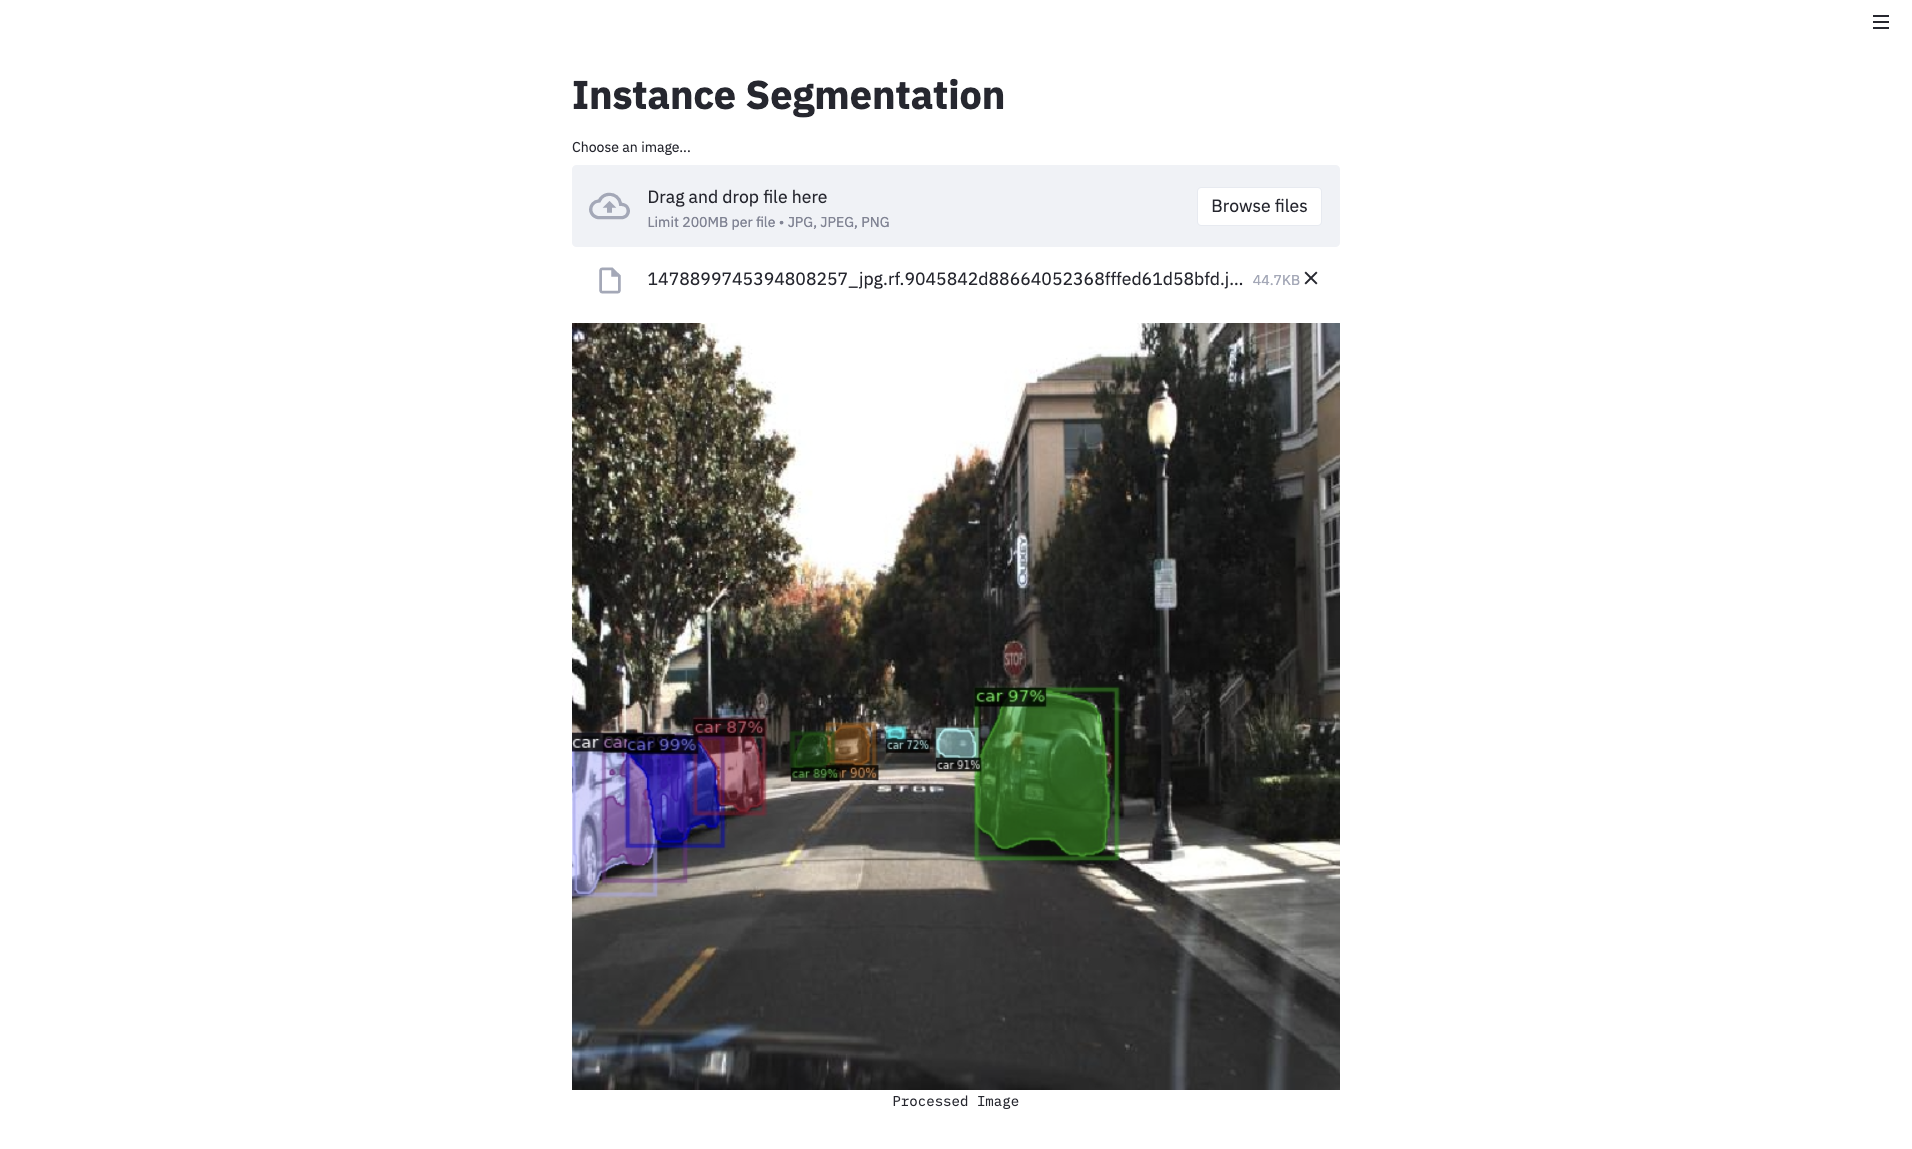 Instance Segmentation
Choose an image...
Drag and drop file here
Limit 200MB per file • JPG, JPEG, PNG
Browse files
1478899745394808257_jpg.rf.9045842d88664052368fffed61d58bfd.j... 44.7KB
QUIXEY
STOP
car 97%
car 87%
car car car 99%
car 72%
car 91%
car 89% r 90%
STOP
Processed Image